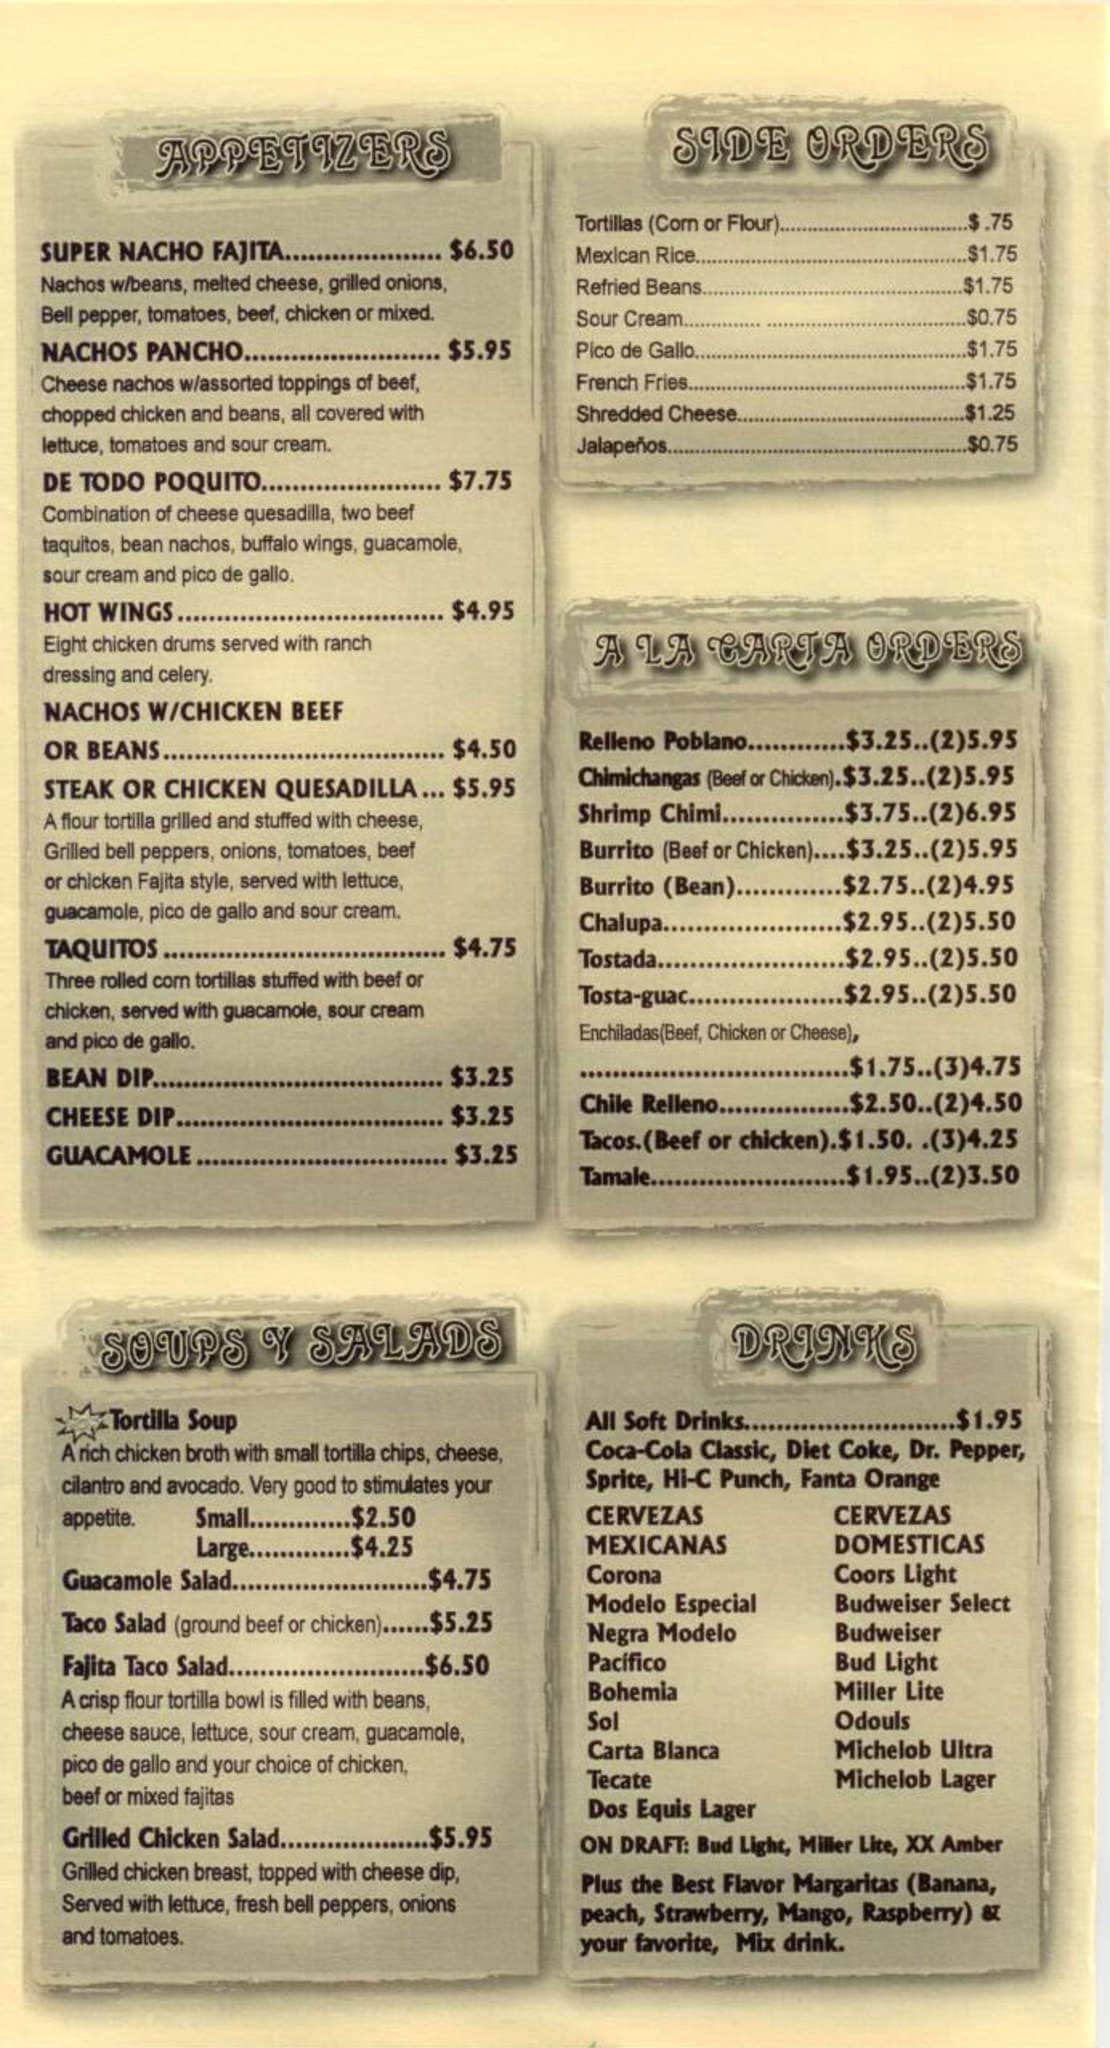 APPETIZERS
SUPER NACHO FAJITA.................... $6.50
Nachos w/beans, melted cheese, grilled onions,
Bell pepper, tomatoes, beef, chicken or mixed.
NACHOS PANCHO......................... $5.95
Cheese nachos w/assorted toppings of beef,
chopped chicken and beans, all covered with
lettuce, tomatoes and sour cream.
DE TODO POQUITO....................... $7.75
Combination of cheese quesadilla, two beef
taquitos, bean nachos, buffalo wings, guacamole,
sour cream and pico de gallo.
HOT WINGS.................................. $4.95
Eight chicken drums served with ranch
dressing and celery.
NACHOS W/CHICKEN BEEF
OR BEANS.................................... $4.50
STEAK OR CHICKEN QUESADILLA ... $5.95
A flour tortilla grilled and stuffed with cheese,
Grilled bell peppers, onions, tomatoes, beef
or chicken Fajita style, served with lettuce,
guacamole, pico de gallo and sour cream.
TAQUITOS .................................... $4.75
Three rolled corn tortillas stuffed with beef or
chicken, served with guacamole, sour cream
and pico de gallo.
BEAN DIP..................................... $3.25
CHEESE DIP.................................. $3.25
GUACAMOLE ................................ $3.25
SIDE ORDERS
Tortillas (Corn or Flour)....................................$ .75
Mexican Rice....................................................$1.75
Refried Beans..................................................$1.75
Sour Cream............. ......................................$0.75
Pico de Gallo....................................................$1.75
French Fries.....................................................$1.75
Shredded Cheese............................................$1.25
Jalapeños.........................................................$0.75
A LA CARTA ORDERS
Relleno Poblano............$3.25..(2)5.95
Chimichangas (Beef or Chicken).$3.25..(2)5.95
Shrimp Chimi...............$3.75..(2)6.95
Burrito (Beef or Chicken)....$3.25..(2)5.95
Burrito (Bean).............$2.75..(2)4.95
Chalupa.......................$2.95..(2)5.50
Tostada........................$2.95..(2)5.50
Tosta-guac...................$2.95..(2)5.50
Enchiladas(Beef, Chicken or Cheese),
..................................$1.75..(3)4.75
Chile Relleno................$2.50..(2)4.50
Tacos.(Beef or chicken).$1.50. .(3)4.25
Tamale.........................$1.95..(2)3.50
SOUPS Y SALADS
Tortilla Soup
A rich chicken broth with small tortilla chips, cheese,
cilantro and avocado. Very good to stimulates your
appetite. Small.............$2.50
Large.............$4.25
Guacamole Salad.........................$4.75
Taco Salad (ground beef or chicken)......$5.25
Fajita Taco Salad.........................$6.50
A crisp flour tortilla bowl is filled with beans,
cheese sauce, lettuce, sour cream, guacamole,
pico de gallo and your choice of chicken,
beef or mixed fajitas
Grilled Chicken Salad...................$5.95
Grilled chicken breast, topped with cheese dip,
Served with lettuce, fresh bell peppers, onions
and tomatoes.
DRINKS
All Soft Drinks...........................$1.95
Coca-Cola Classic, Diet Coke, Dr. Pepper,
Sprite, Hi-C Punch, Fanta Orange
CERVEZAS
MEXICANAS
Corona
Modelo Especial
Negra Modelo
Pacífico
Bohemia
Sol
Carta Blanca
Tecate
Dos Equis Lager
CERVEZAS
DOMESTICAS
Coors Light
Budweiser Select
Budweiser
Bud Light
Miller Lite
Odouls
Michelob Ultra
Michelob Lager
ON DRAFT: Bud Light, Miller Lite, XX Amber
Plus the Best Flavor Margaritas (Banana,
peach, Strawberry, Mango, Raspberry) &
your favorite, Mix drink.